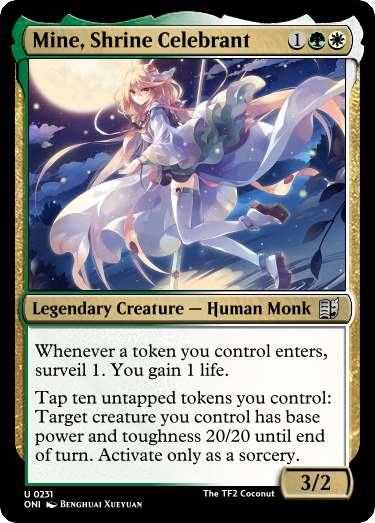 Mine, Shrine Celebrant 1
Legendary Creature — Human Monk
Whenever a token you control enters,
surveil 1. You gain 1 life.
Tap ten untapped tokens you control:
Target creature you control has base
power and toughness 20/20 until end
of turn. Activate only as a sorcery.
3/2
U 0231 The TF2 Coconut
ONI Benghuai Xueyuan